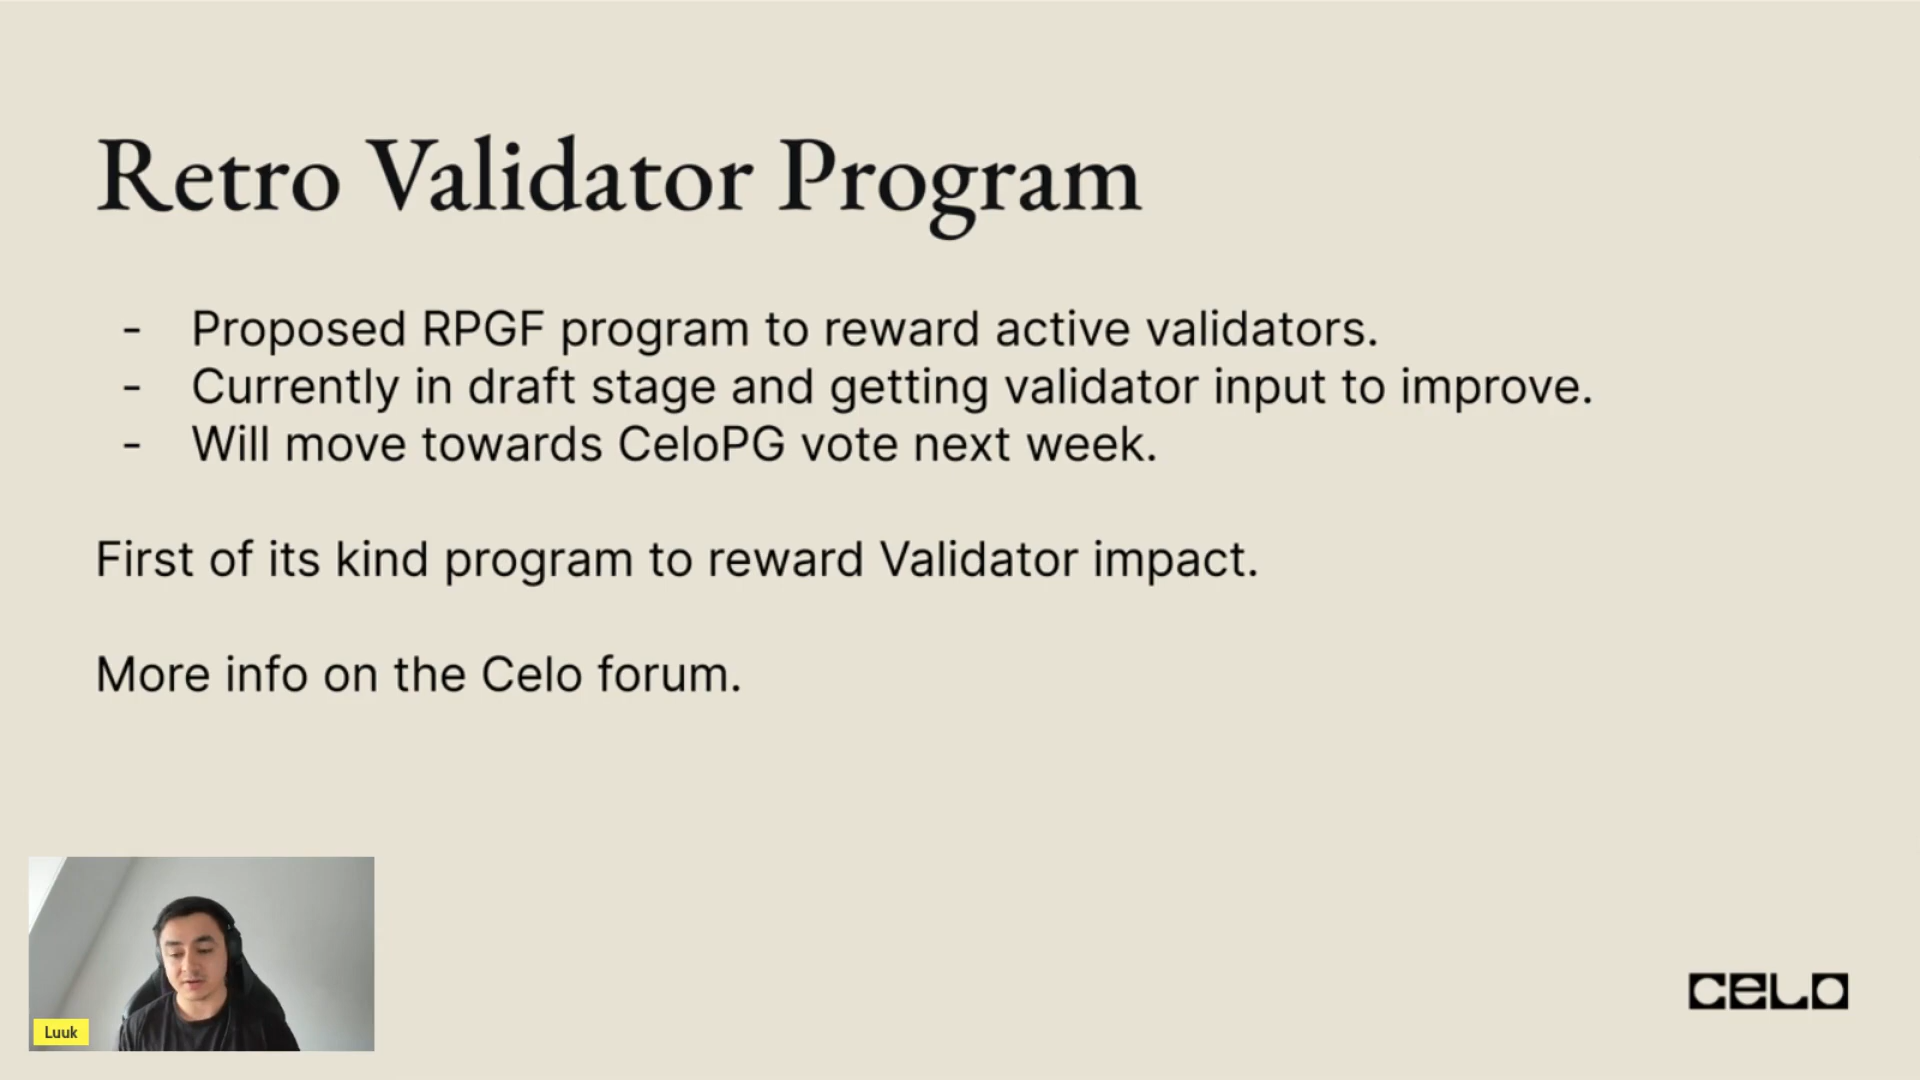 Retro Validator Program
- Proposed RPGF program to reward active validators.
- Currently in draft stage and getting validator input to improve.
- Will move towards CeloPG vote next week.
First of its kind program to reward Validator impact.
More info on the Celo forum.
Luuk
CELO